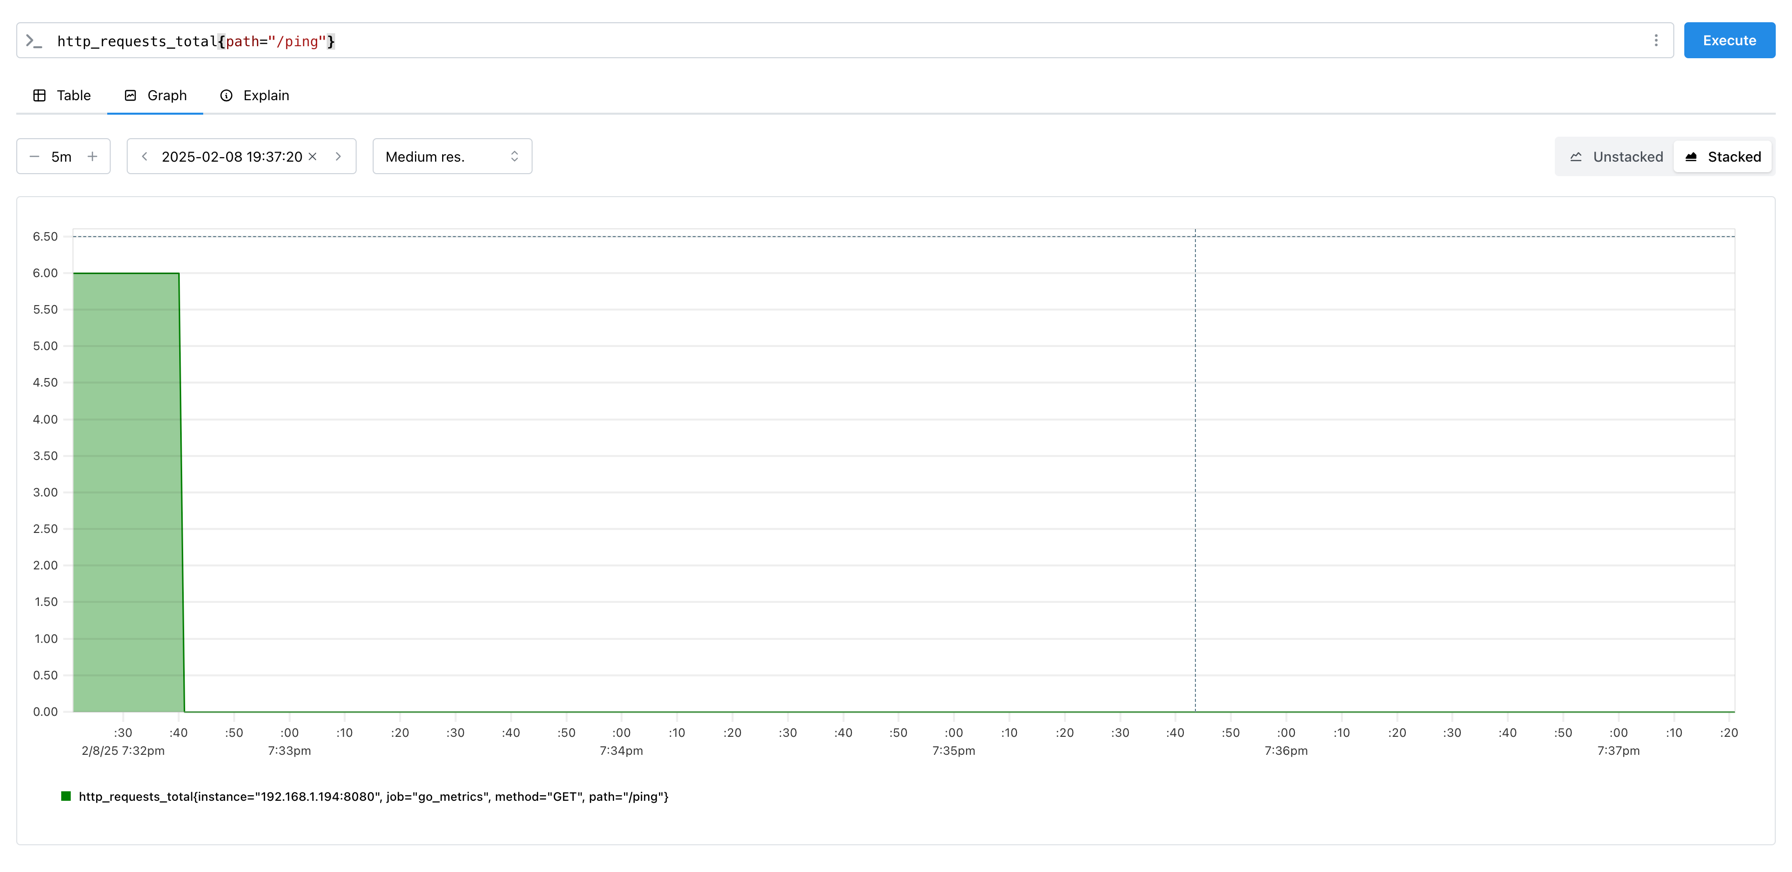 >_ http_requests_total{path="/ping"}
Execute
Table Graph Explain
5m 2025-02-08 19:37:20 Medium res. Unstacked Stacked
6.50
6.00
5.50
5.00
4.50
4.00
3.50
3.00
2.50
2.00
1.50
1.00
0.50
0.00
:30 :40 :50 :00 :10 :20 :30 :40 :50 :00 :10 :20 :30 :40 :50 :00 :10 :20 :30 :40 :50 :00 :10 :20 :30 :40 :50 :00 :10 :20
2/8/25 7:32pm 7:33pm 7:34pm 7:35pm 7:36pm 7:37pm
http_requests_total{instance="192.168.1.194:8080", job="go_metrics", method="GET", path="/ping"}